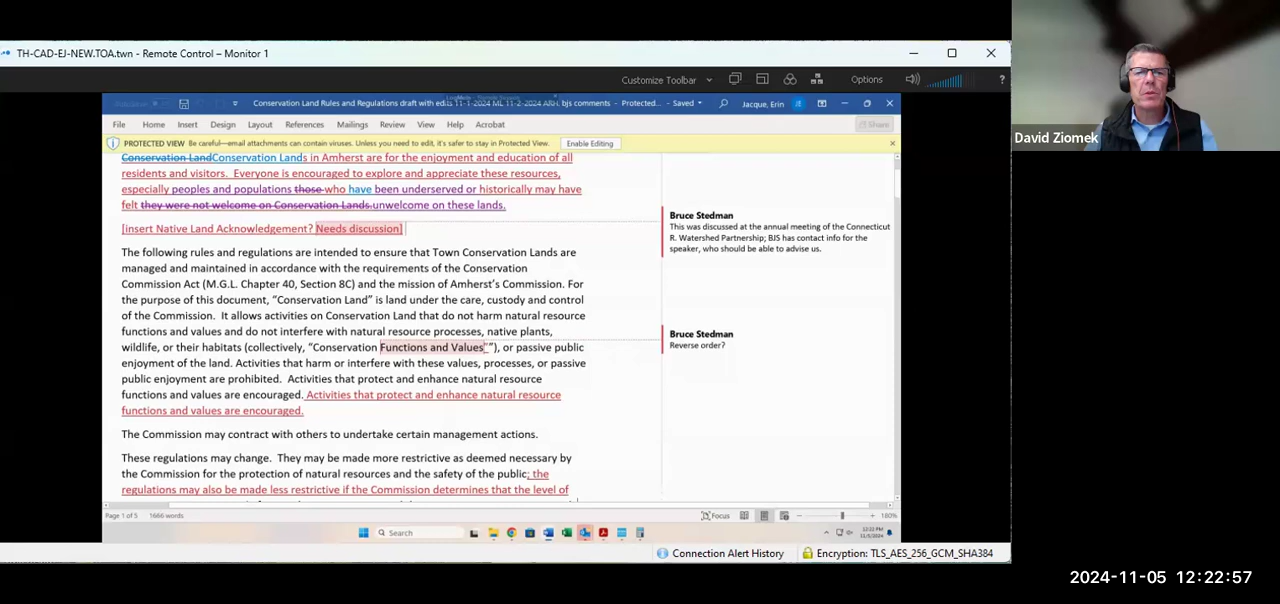 TH-CAD-EJ-NEW.TOA.twn - Remote Control – Monitor 1
Customize Toolbar
Options
?
Conservation Land Rules and Regulations draft with edits 11-1-2024 ML 11-2-2024 ARH, bjs comments - Protected... • Saved
Jacque, Erin
File Home Insert Design Layout References Mailings Review View Help Acrobat
Share
PROTECTED VIEW Be careful—email attachments can contain viruses. Unless you need to edit, it's safer to stay in Protected View.
Enable Editing
Conservation LandConservation Lands in Amherst are for the enjoyment and education of all
residents and visitors. Everyone is encouraged to explore and appreciate these resources,
especially peoples and populations those who have been underserved or historically may have
felt they were not welcome on Conservation Lands.unwelcome on these lands.
[insert Native Land Acknowledgement? Needs discussion]
The following rules and regulations are intended to ensure that Town Conservation Lands are
managed and maintained in accordance with the requirements of the Conservation
Commission Act (M.G.L. Chapter 40, Section 8C) and the mission of Amherst's Commission. For
the purpose of this document, "Conservation Land" is land under the care, custody and control
of the Commission. It allows activities on Conservation Land that do not harm natural resource
functions and values and do not interfere with natural resource processes, native plants,
wildlife, or their habitats (collectively, "Conservation Functions and Values""), or passive public
enjoyment of the land. Activities that harm or interfere with these values, processes, or passive
public enjoyment are prohibited. Activities that protect and enhance natural resource
functions and values are encouraged. Activities that protect and enhance natural resource
functions and values are encouraged.
The Commission may contract with others to undertake certain management actions.
These regulations may change. They may be made more restrictive as deemed necessary by
the Commission for the protection of natural resources and the safety of the public; the
regulations may also be made less restrictive if the Commission determines that the level of
Bruce Stedman
This was discussed at the annual meeting of the Connecticut
R. Watershed Partnership; BJS has contact info for the
speaker, who should be able to advise us.
Bruce Stedman
Reverse order?
Page 1 of 5 1666 words
Focus
180%
Search
12:22 PM
11/5/2024
Connection Alert History
Encryption: TLS_AES_256_GCM_SHA384
David Ziomek
2024-11-05 12:22:57